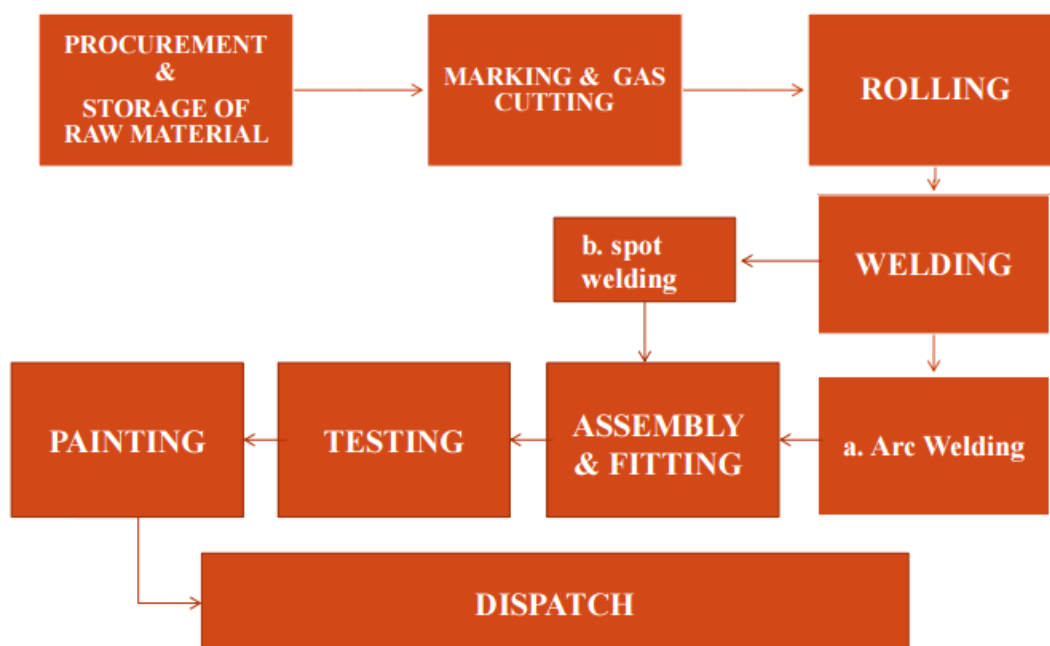 PROCUREMENT
&
STORAGE OF
RAW MATERIAL
MARKING & GAS
CUTTING
ROLLING
WELDING
b. spot
welding
a. Arc Welding
ASSEMBLY
& FITTING
TESTING
PAINTING
DISPATCH